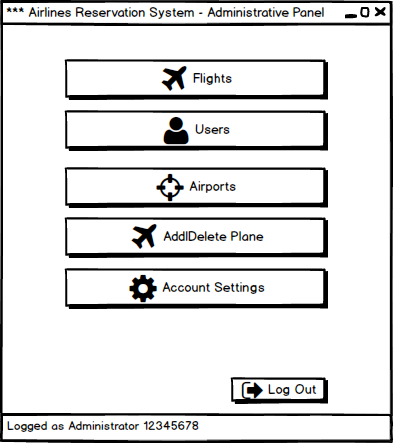 *** Airlines Reservation System - Administrative Panel
Flights
Users
Airports
Add|Delete Plane
Account Settings
Log Out
Logged as Administrator 12345678